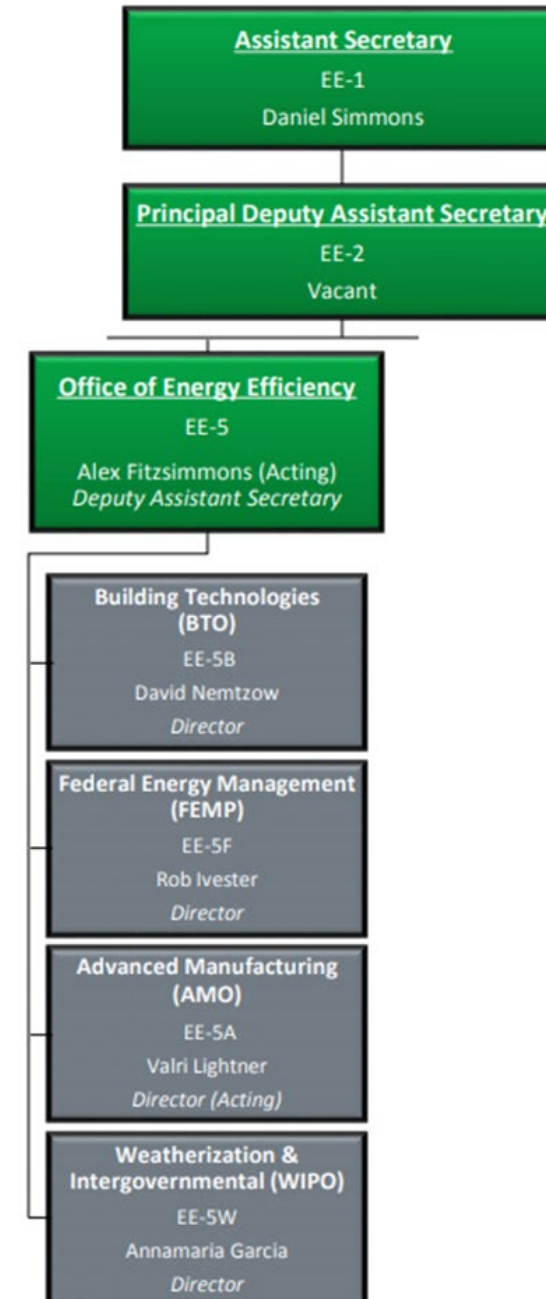 Assistant Secretary
EE-1
Daniel Simmons
Principal Deputy Assistant Secretary
EE-2
Vacant
Office of Energy Efficiency
EE-5
Alex Fitzsimmons (Acting)
Deputy Assistant Secretary
Building Technologies
(BTO)
EE-5B
David Nemtzow
Director
Federal Energy Management
(FEMP)
EE-5F
Rob Ivester
Director
Advanced Manufacturing
(AMO)
EE-5A
Valri Lightner
Director (Acting)
Weatherization &
Intergovernmental (WIPO)
EE-5W
Annamaria Garcia
Director